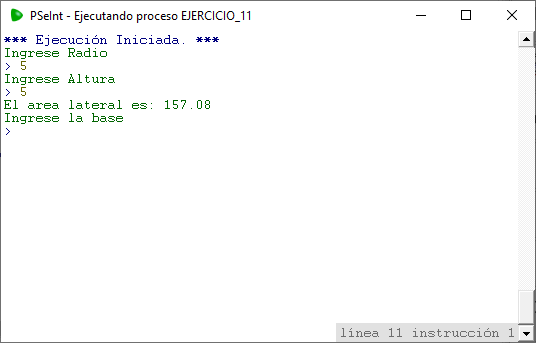 PSeInt - Ejecutando proceso EJERCICIO_11
*** Ejecución Iniciada. ***
Ingrese Radio
> 5
Ingrese Altura
> 5
El area lateral es: 157.08
Ingrese la base
>
línea 11 instrucción 1